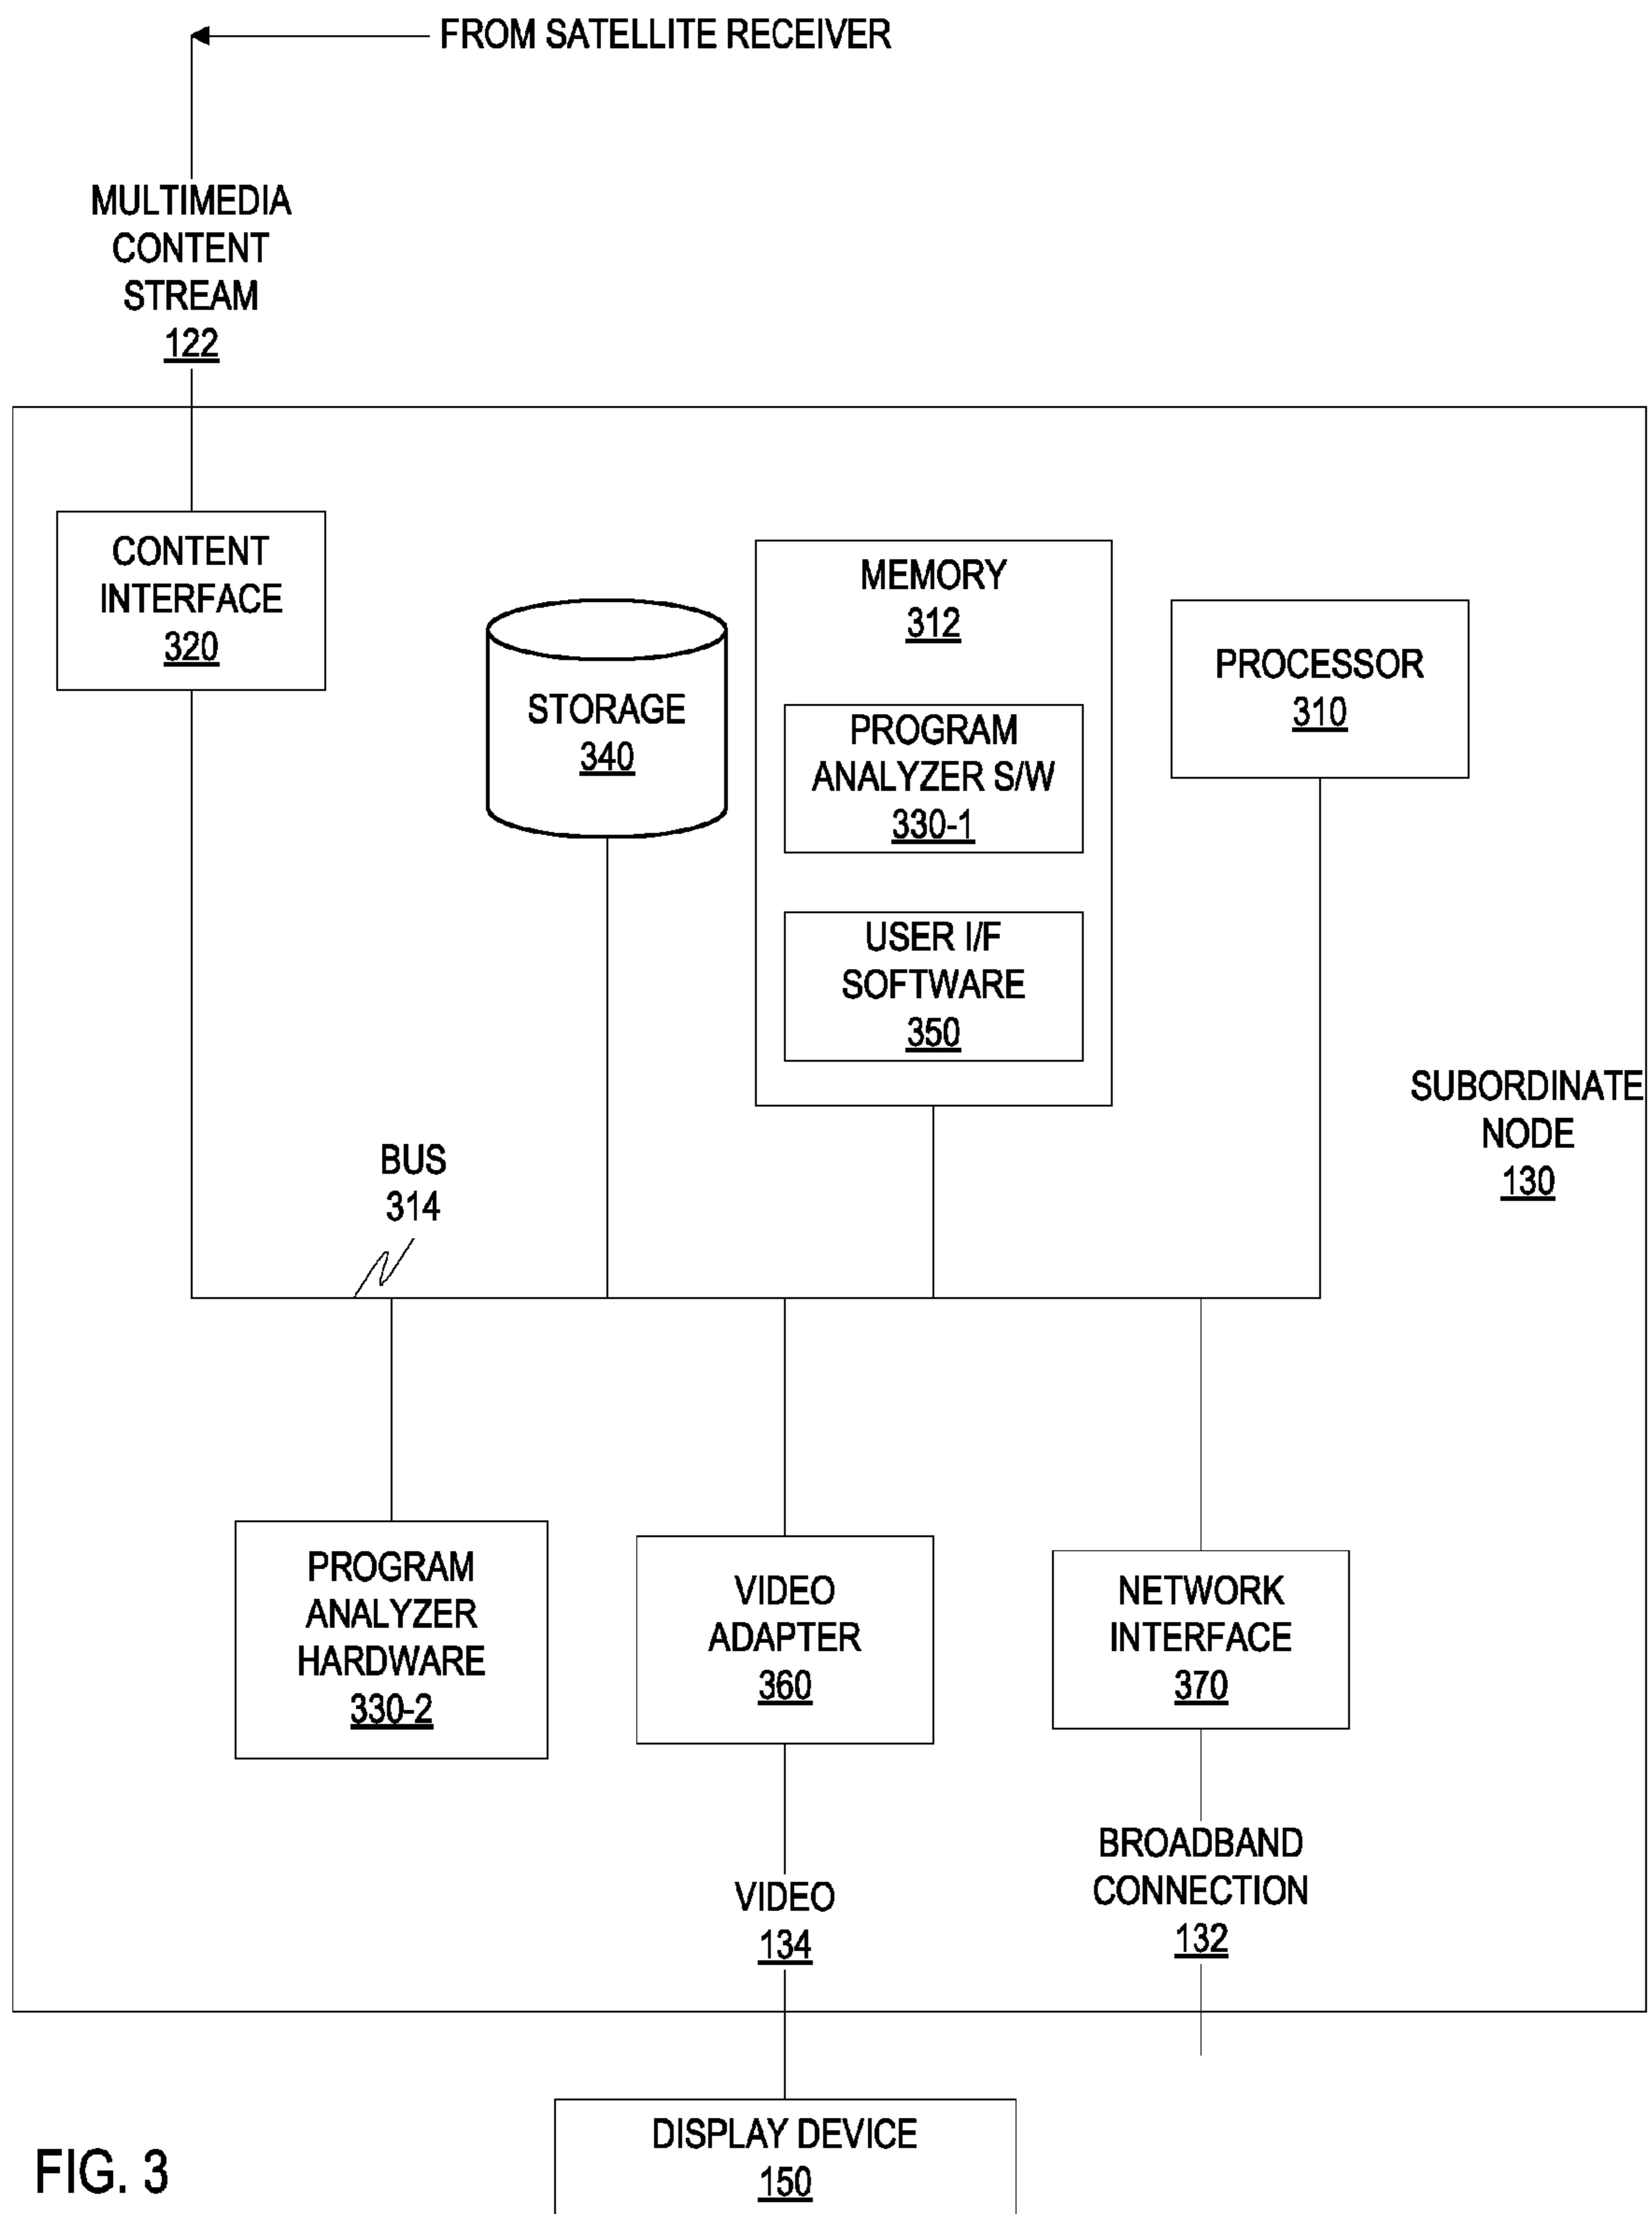 FROM SATELLITE RECEIVER
MULTIMEDIA
CONTENT
STREAM
122
CONTENT
INTERFACE
320
STORAGE
340
MEMORY
312
PROGRAM
ANALYZER S/W
330-1
USER I/F
SOFTWARE
350
PROCESSOR
310
SUBORDINATE
NODE
130
BUS
314
PROGRAM
ANALYZER
HARDWARE
330-2
VIDEO
ADAPTER
360
NETWORK
INTERFACE
370
VIDEO
134
BROADBAND
CONNECTION
132
DISPLAY DEVICE
150
FIG. 3